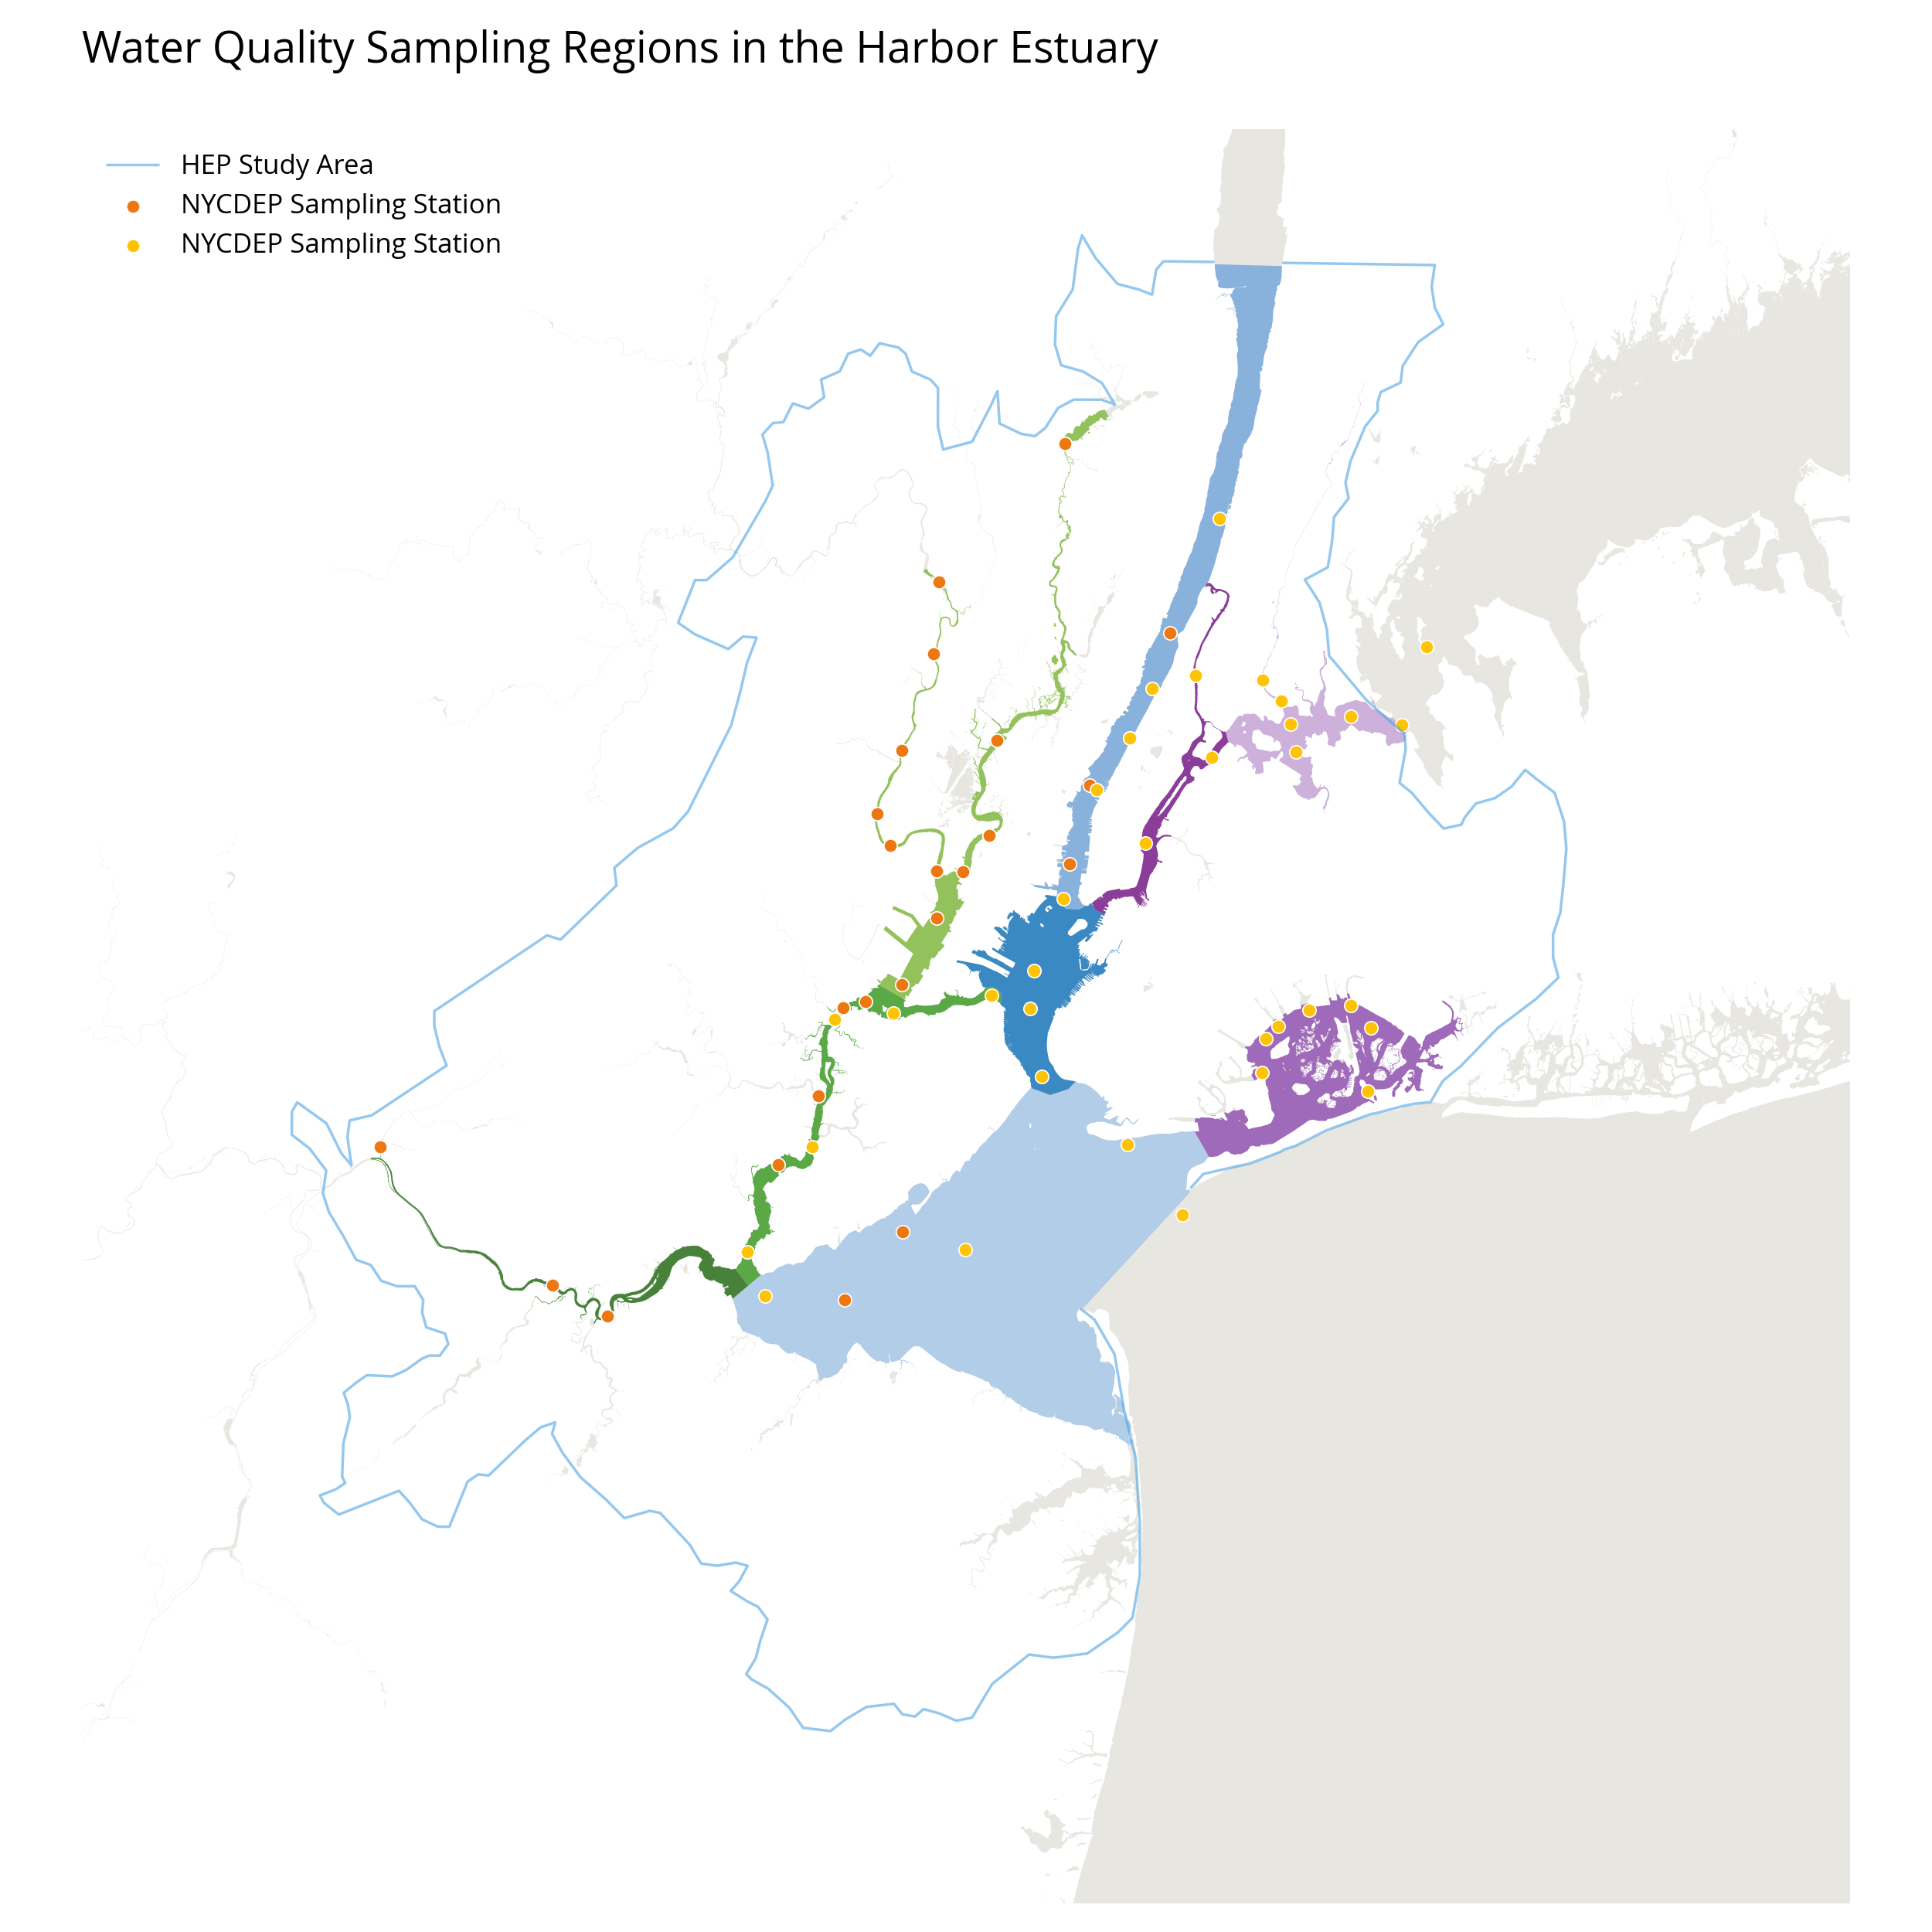 Water Quality Sampling Regions in the Harbor Estuary
HEP Study Area
NYCDEP Sampling Station
NYCDEP Sampling Station